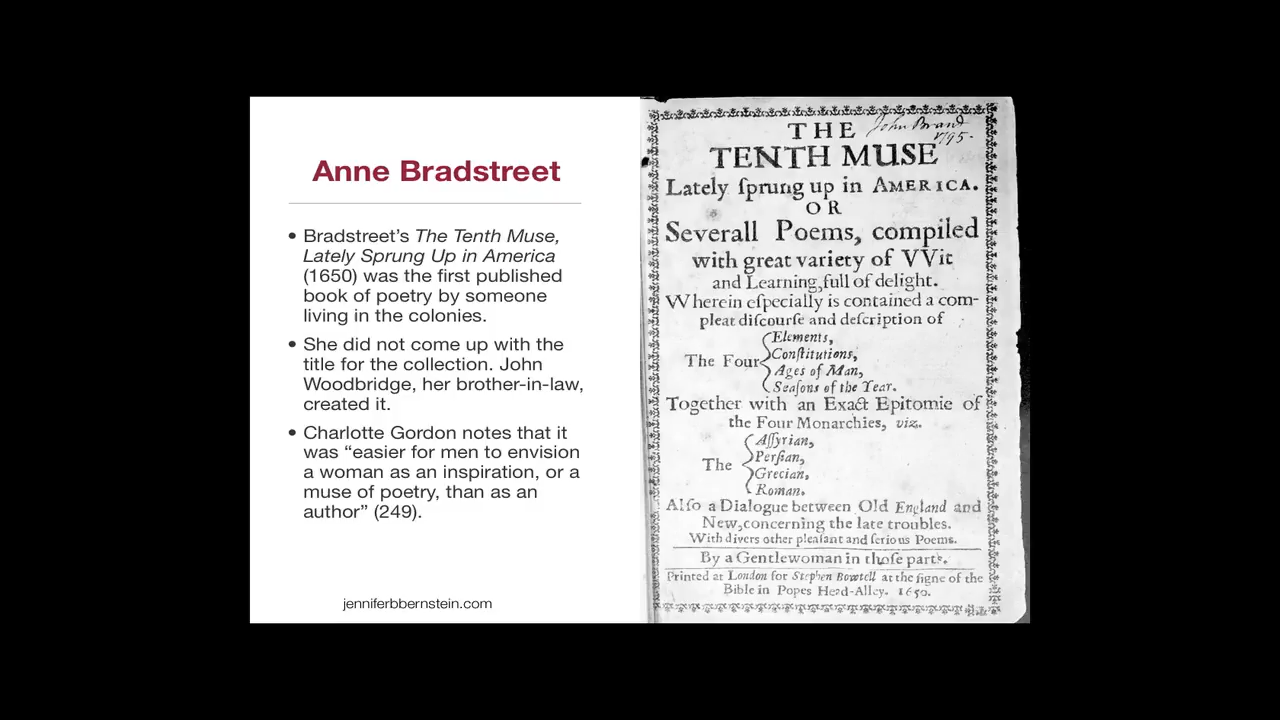 Anne Bradstreet
• Bradstreet’s The Tenth Muse,
Lately Sprung Up in America
(1650) was the first published
book of poetry by someone
living in the colonies.
• She did not come up with the
title for the collection. John
Woodbridge, her brother-in-law,
created it.
• Charlotte Gordon notes that it
was “easier for men to envision
a woman as an inspiration, or a
muse of poetry, than as an
author” (249).
jenniferbbernstein.com
THE
John Brand
1795.
TENTH MUSE
Lately ſprung up in AMERICA.
OR
Severall Poems, compiled
with great variety of VVit
and Learning, full of delight.
Wherein eſpecially is contained a com-
pleat diſcourſe and deſcription of
The Four
Elements,
Conſtitutions,
Ages of Man,
Seaſons of the Year.
Together with an Exact Epitomie of
the Four Monarchies, viz.
The
Aſſyrian,
Perſian,
Grecian,
Roman.
Alſo a Dialogue between Old England and
New, concerning the late troubles.
With divers other pleaſant and ſerious Poems.
By a Gentlewoman in thoſe parts.
Printed at London for Stephen Bowtell at the ſigne of the
Bible in Popes Head-Alley. 1650.